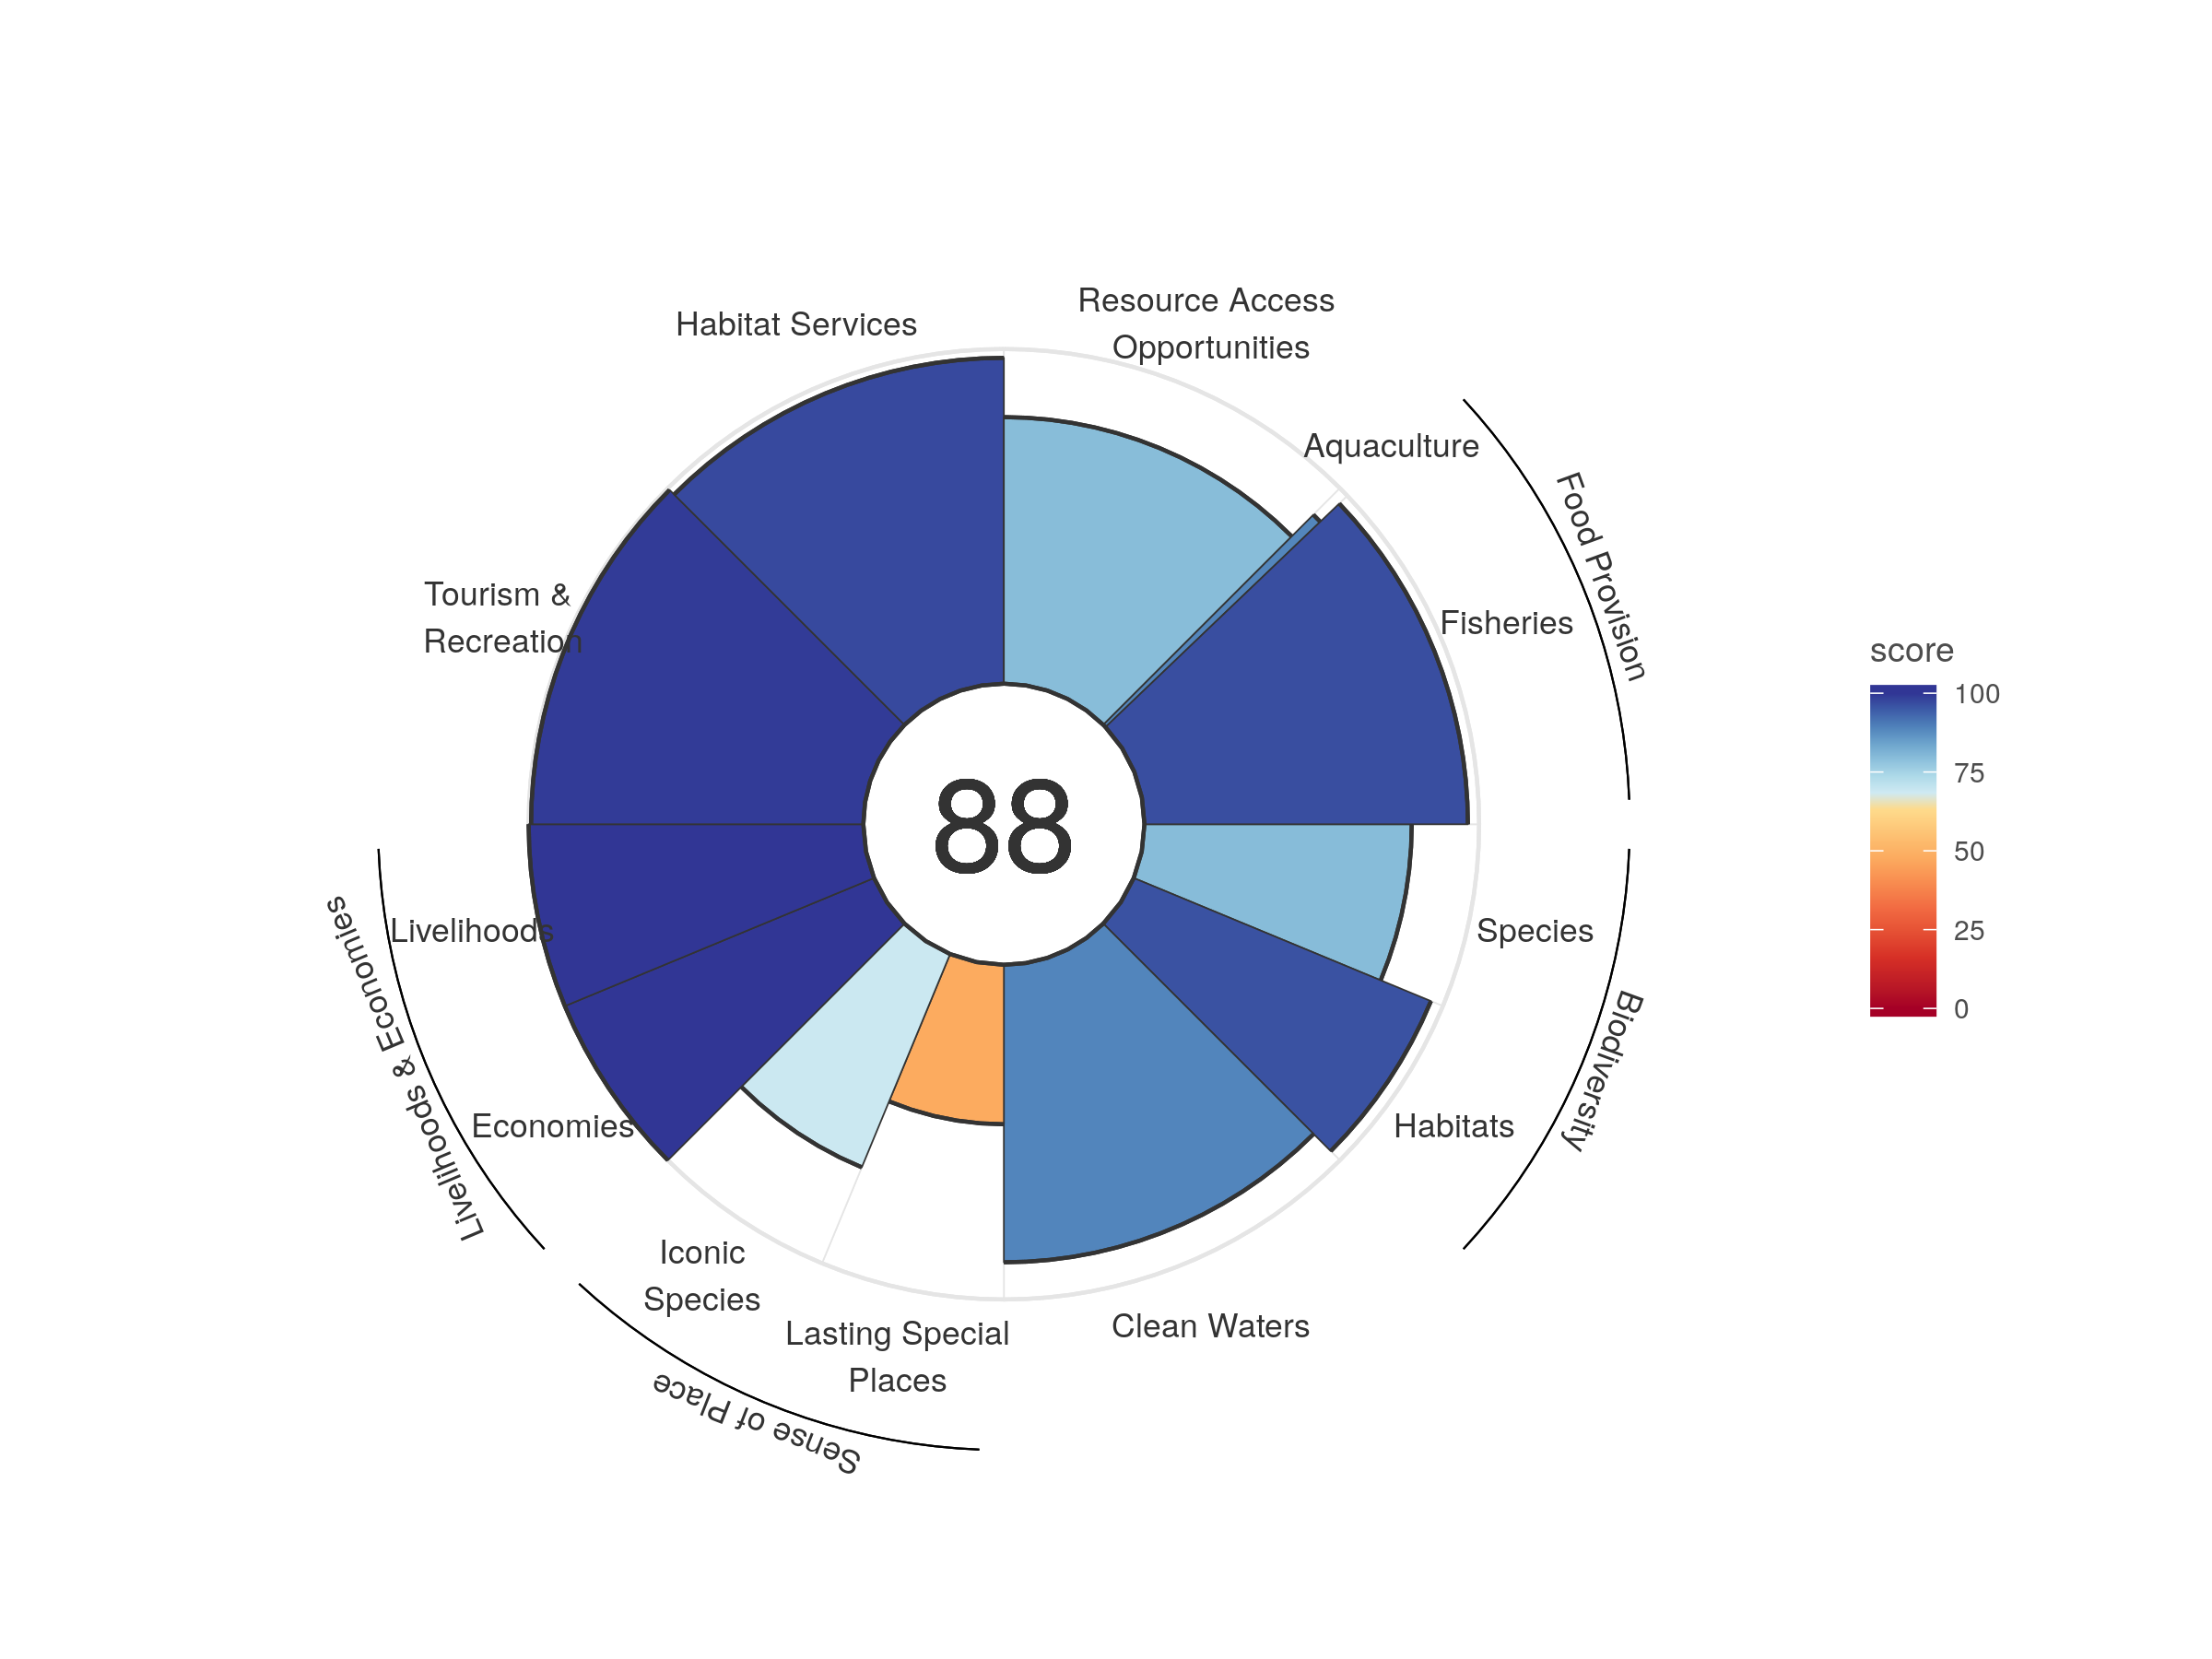 Resource Access
Opportunities
Habitat Services
Aquaculture
Food Provision
Tourism &
Recreation
Fisheries
score
100
75
50
25
0
88
Livelihoods
Species
Livelihoods & Economies
Biodiversity
Economies
Habitats
Iconic
Species
Lasting Special
Places
Clean Waters
Sense of Place